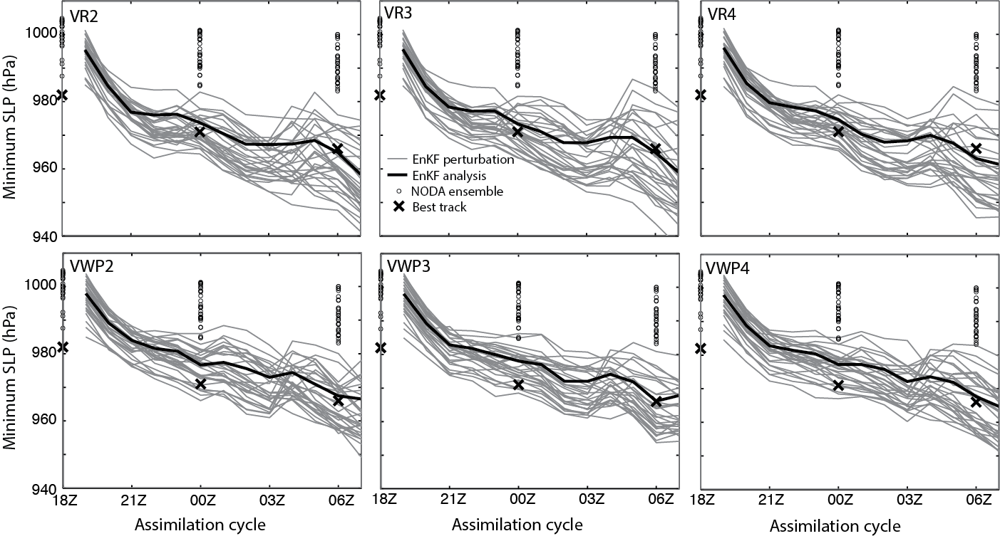 VR2
VR3
VR4
1000
980
960
940
Minimum SLP (hPa)
EnKF perturbation
EnKF analysis
NODA ensemble
Best track
VWP2
VWP3
VWP4
1000
980
960
940
Minimum SLP (hPa)
18Z 21Z 00Z 03Z 06Z
18Z 21Z 00Z 03Z 06Z
18Z 21Z 00Z 03Z 06Z
Assimilation cycle
Assimilation cycle
Assimilation cycle